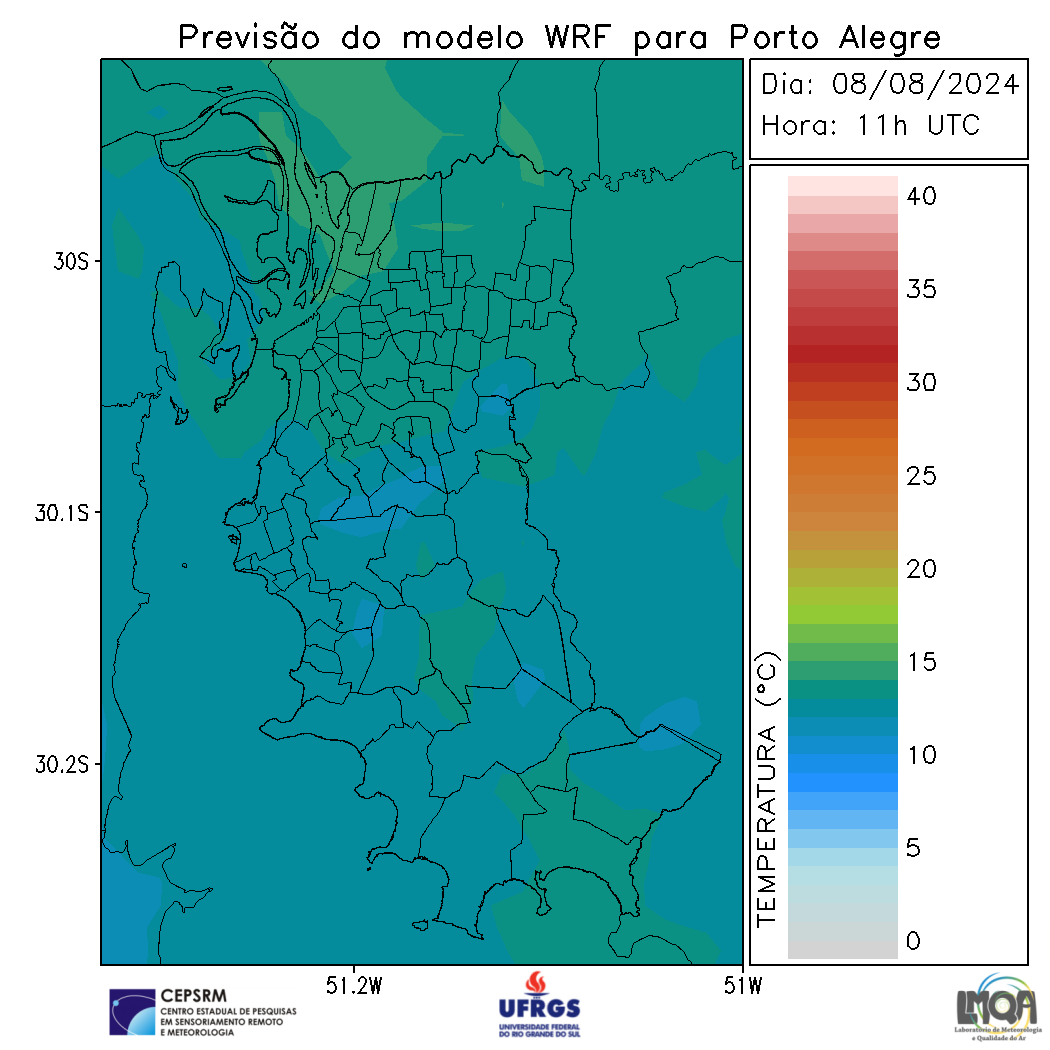 Previsão do modelo WRF para Porto Alegre
Dia: 08/08/2024
Hora: 11h UTC
40
35
30
25
20
15
10
5
0
TEMPERATURA (°C)
30S
30.1S
30.2S
51.2W
51W
CEPSRM
CENTRO ESTADUAL DE PESQUISAS
EM SENSORIAMENTO REMOTO
E METEOROLOGIA
UFRGS
UNIVERSIDADE FEDERAL
DO RIO GRANDE DO SUL
LMQA
Laboratório de Meteorologia
e Qualidade do Ar